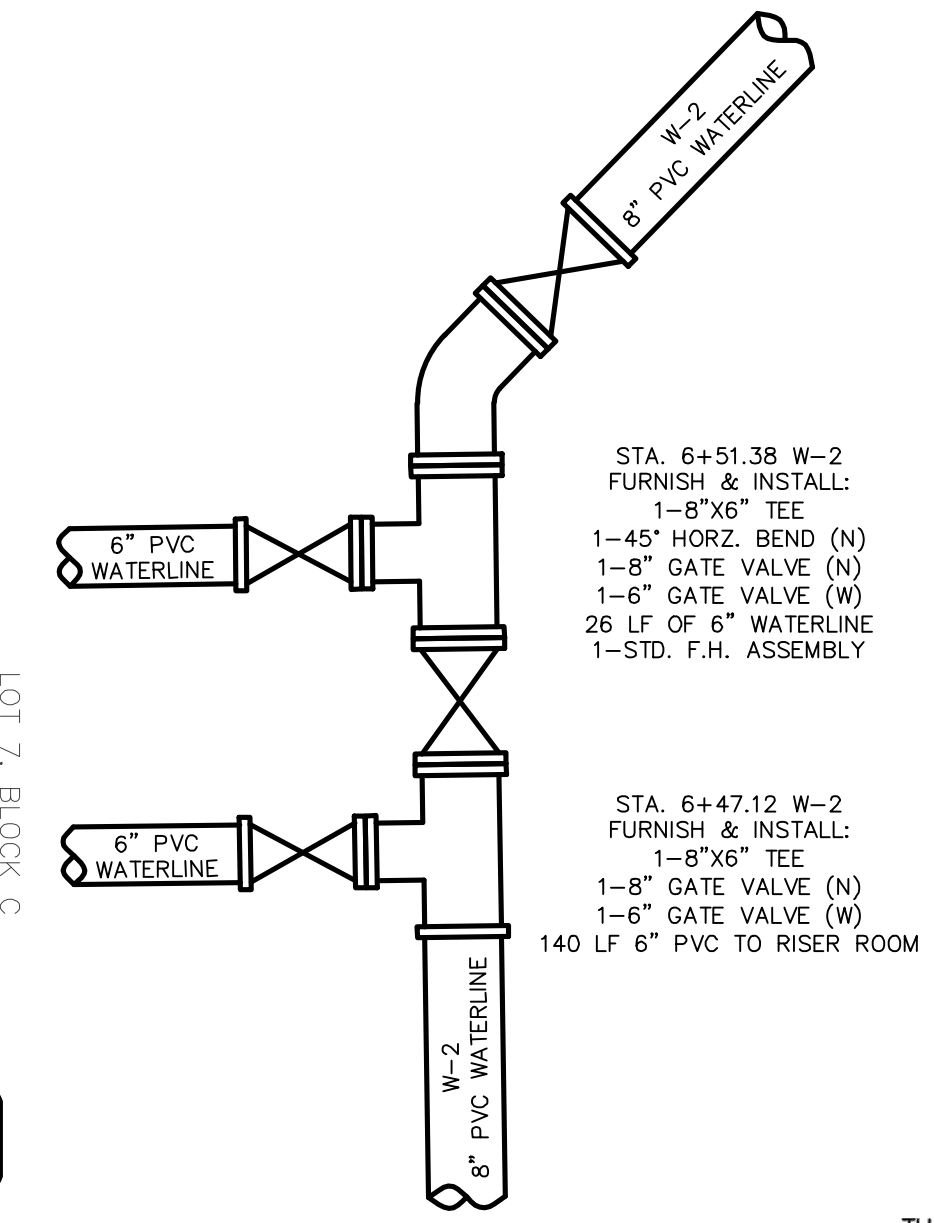 W-2
8" PVC WATERLINE
STA. 6+51.38 W-2
FURNISH & INSTALL:
1-8"X6" TEE
1-45° HORZ. BEND (N)
1-8" GATE VALVE (N)
1-6" GATE VALVE (W)
26 LF OF 6" WATERLINE
1-STD. F.H. ASSEMBLY
6" PVC
WATERLINE
LOT 7, BLOCK C
STA. 6+47.12 W-2
FURNISH & INSTALL:
1-8"X6" TEE
1-8" GATE VALVE (N)
1-6" GATE VALVE (W)
140 LF 6" PVC TO RISER ROOM
6" PVC
WATERLINE
W-2
8" PVC WATERLINE